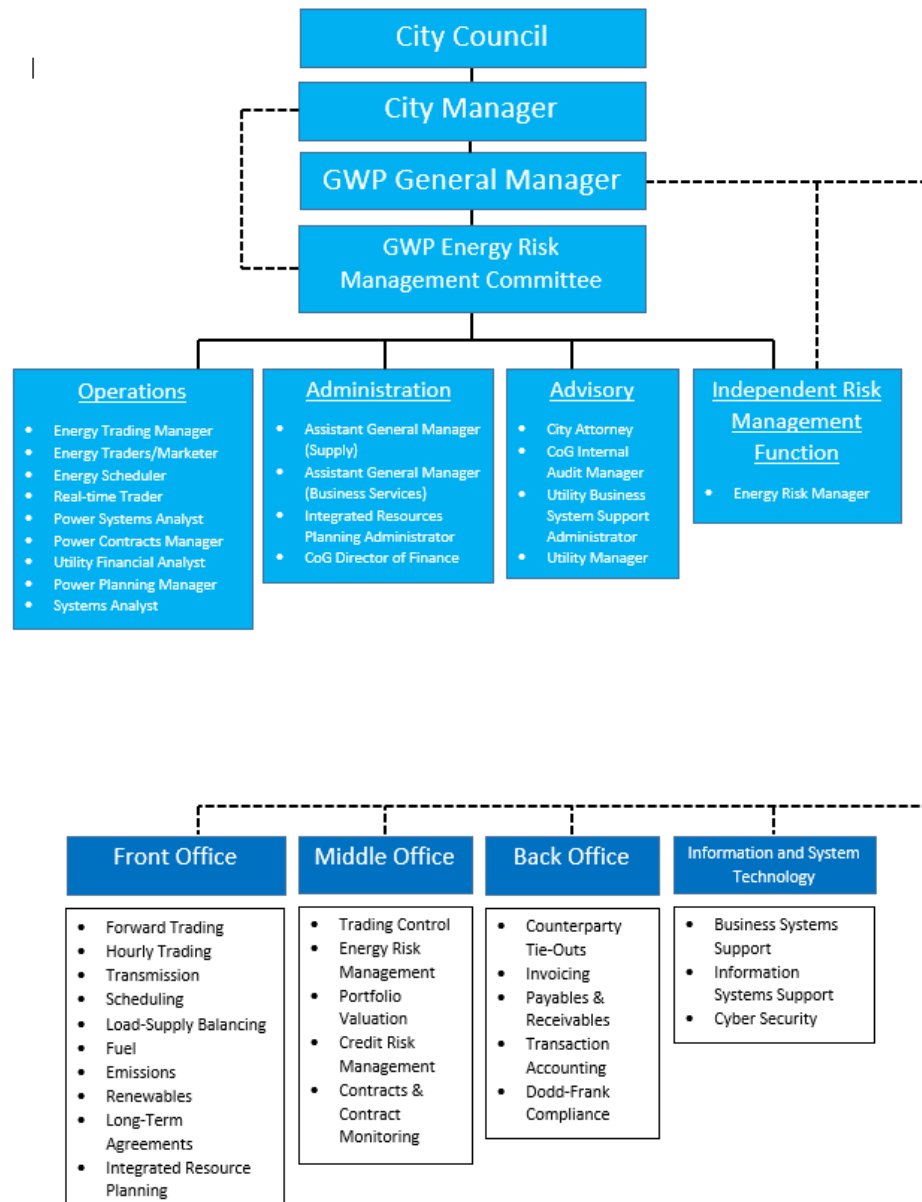 City Council
City Manager
GWP General Manager
GWP Energy Risk
Management Committee
Operations
• Energy Trading Manager
• Energy Traders/Marketer
• Energy Scheduler
• Real-time Trader
• Power Systems Analyst
• Power Contracts Manager
• Utility Financial Analyst
• Power Planning Manager
• Systems Analyst
Administration
• Assistant General Manager
(Supply)
• Assistant General Manager
(Business Services)
• Integrated Resources
Planning Administrator
• CoG Director of Finance
Advisory
• City Attorney
• CoG Internal
Audit Manager
• Utility Business
System Support
Administrator
• Utility Manager
Independent Risk
Management
Function
• Energy Risk Manager
Front Office
• Forward Trading
• Hourly Trading
• Transmission
• Scheduling
• Load-Supply Balancing
• Fuel
• Emissions
• Renewables
• Long-Term
Agreements
• Integrated Resource
Planning
Middle Office
• Trading Control
• Energy Risk
Management
• Portfolio
Valuation
• Credit Risk
Management
• Contracts &
Contract
Monitoring
Back Office
• Counterparty
Tie-Outs
• Invoicing
• Payables &
Receivables
• Transaction
Accounting
• Dodd-Frank
Compliance
Information and System
Technology
• Business Systems
Support
• Information
Systems Support
• Cyber Security